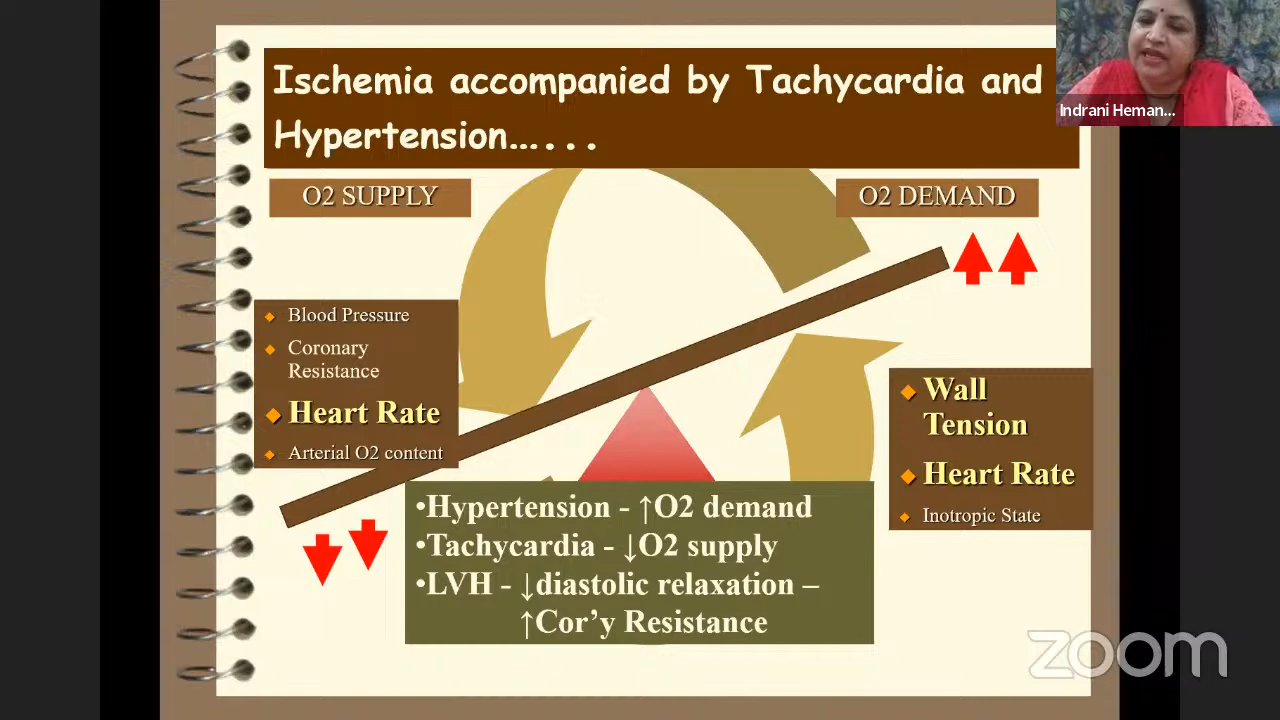 Ischemia accompanied by Tachycardia and
Hypertension…...
Indrani Heman...
O2 SUPPLY
O2 DEMAND
Blood Pressure
Coronary
Resistance
Heart Rate
Arterial O2 content
Wall
Tension
Heart Rate
Inotropic State
•Hypertension - ↑O2 demand
•Tachycardia - ↓O2 supply
•LVH - ↓diastolic relaxation –
↑Cor’y Resistance
zoom